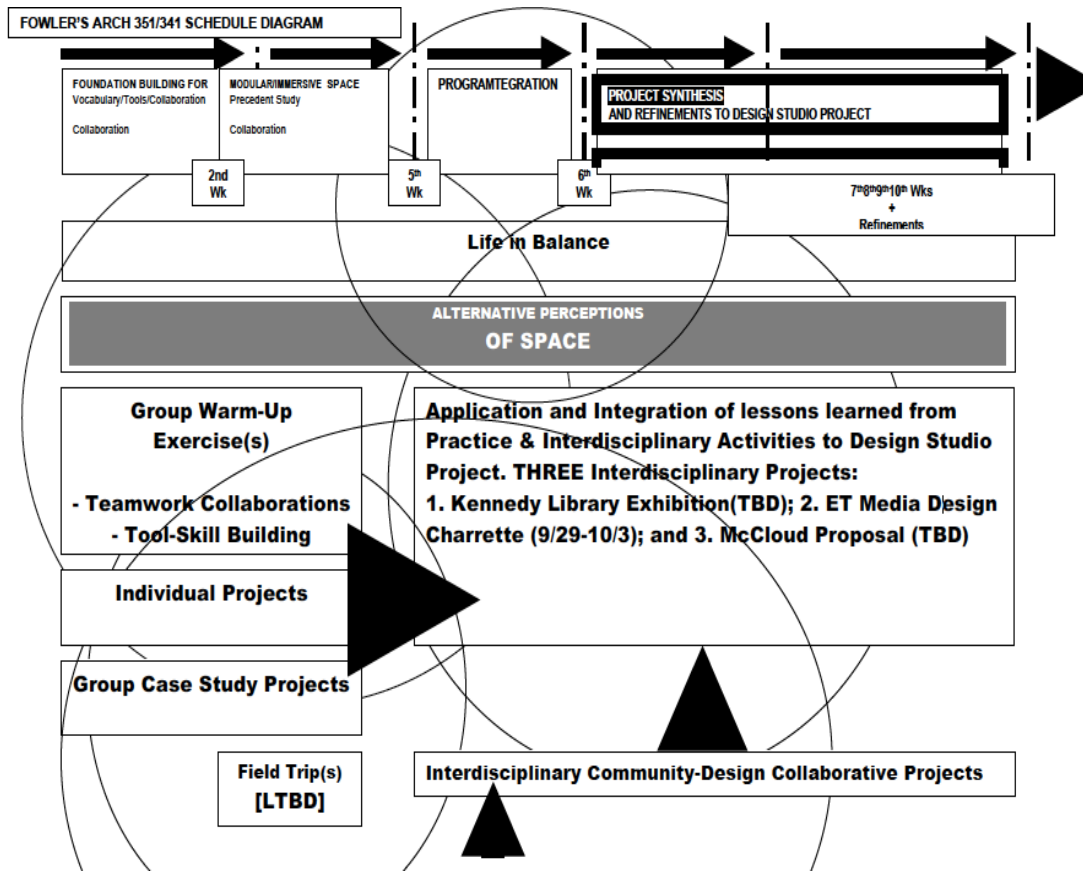 FOWLER'S ARCH 351/341 SCHEDULE DIAGRAM
FOUNDATION BUILDING FOR
Vocabulary/Tools/Collaboration
Collaboration
MODULAR/IMMERSIVE SPACE
Precedent Study
Collaboration
PROGRAMTEGRATION
PROJECT SYNTHESIS
AND REFINEMENTS TO DESIGN STUDIO PROJECT
2nd
Wk
5th
Wk
6th
Wk
7th8th9th10th Wks
+
Refinements
Life in Balance
ALTERNATIVE PERCEPTIONS
OF SPACE
Group Warm-Up
Exercise(s)
- Teamwork Collaborations
- Tool-Skill Building
Individual Projects
Group Case Study Projects
Field Trip(s)
[LTBD]
Application and Integration of lessons learned from
Practice & Interdisciplinary Activities to Design Studio
Project. THREE Interdisciplinary Projects:
1. Kennedy Library Exhibition(TBD); 2. ET Media Design
Charrette (9/29-10/3); and 3. McCloud Proposal (TBD)
Interdisciplinary Community-Design Collaborative Projects